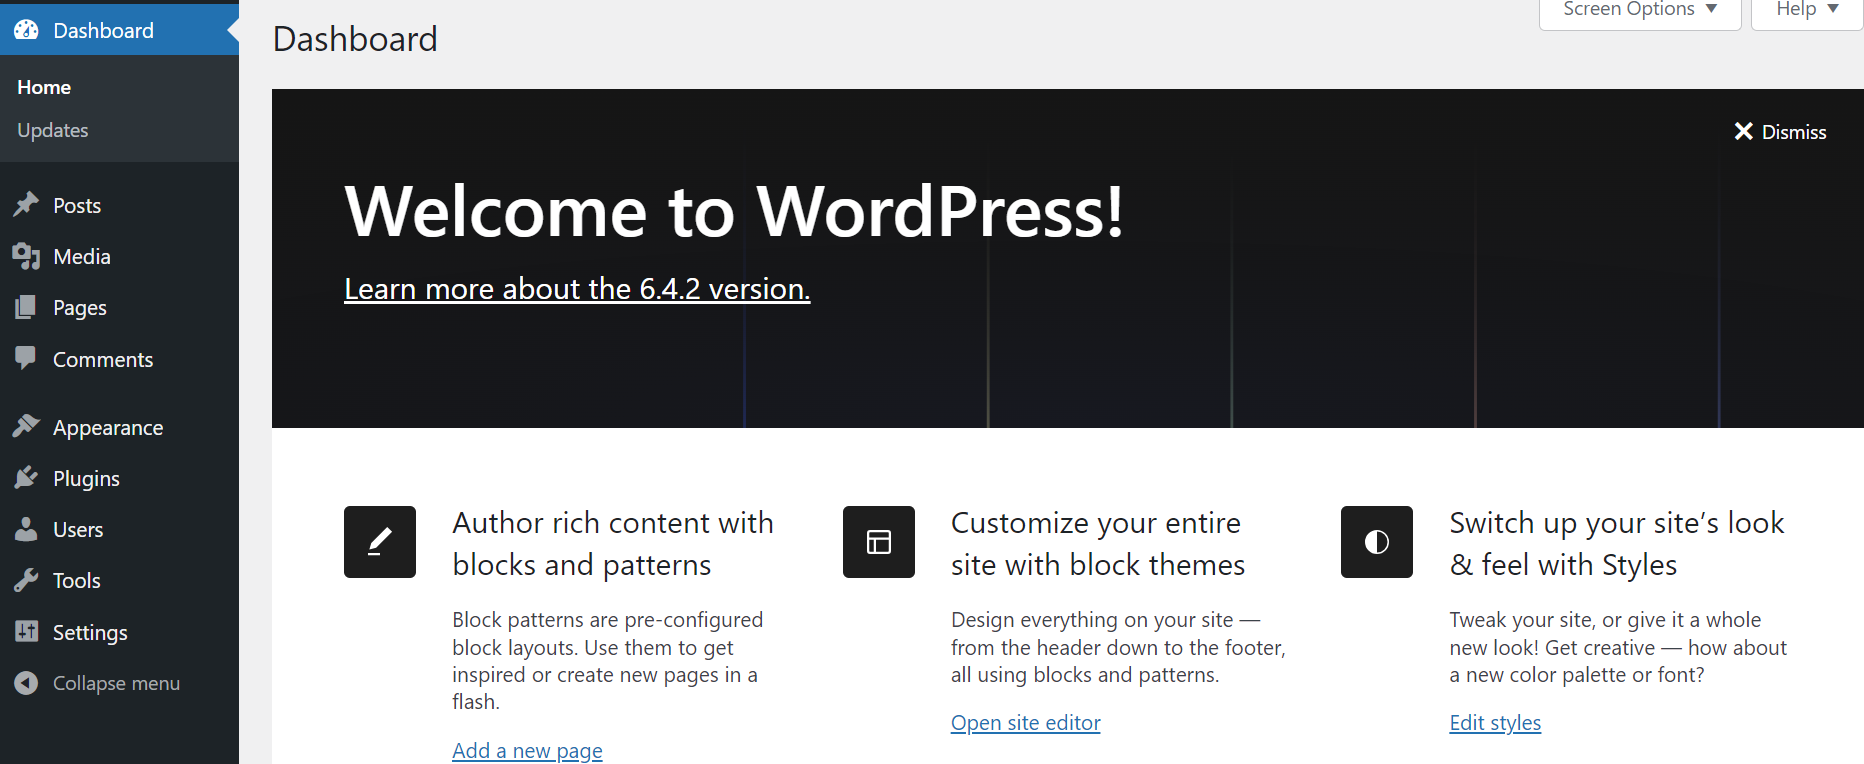 Dashboard
Home
Updates
Posts
Media
Pages
Comments
Appearance
Plugins
Users
Tools
Settings
Collapse menu
Screen Options
Help
Dashboard
Dismiss
Welcome to WordPress!
Learn more about the 6.4.2 version.
Author rich content with
blocks and patterns
Block patterns are pre-configured
block layouts. Use them to get
inspired or create new pages in a
flash.
Add a new page
Customize your entire
site with block themes
Design everything on your site —
from the header down to the footer,
all using blocks and patterns.
Open site editor
Switch up your site’s look
& feel with Styles
Tweak your site, or give it a whole
new look! Get creative — how about
a new color palette or font?
Edit styles